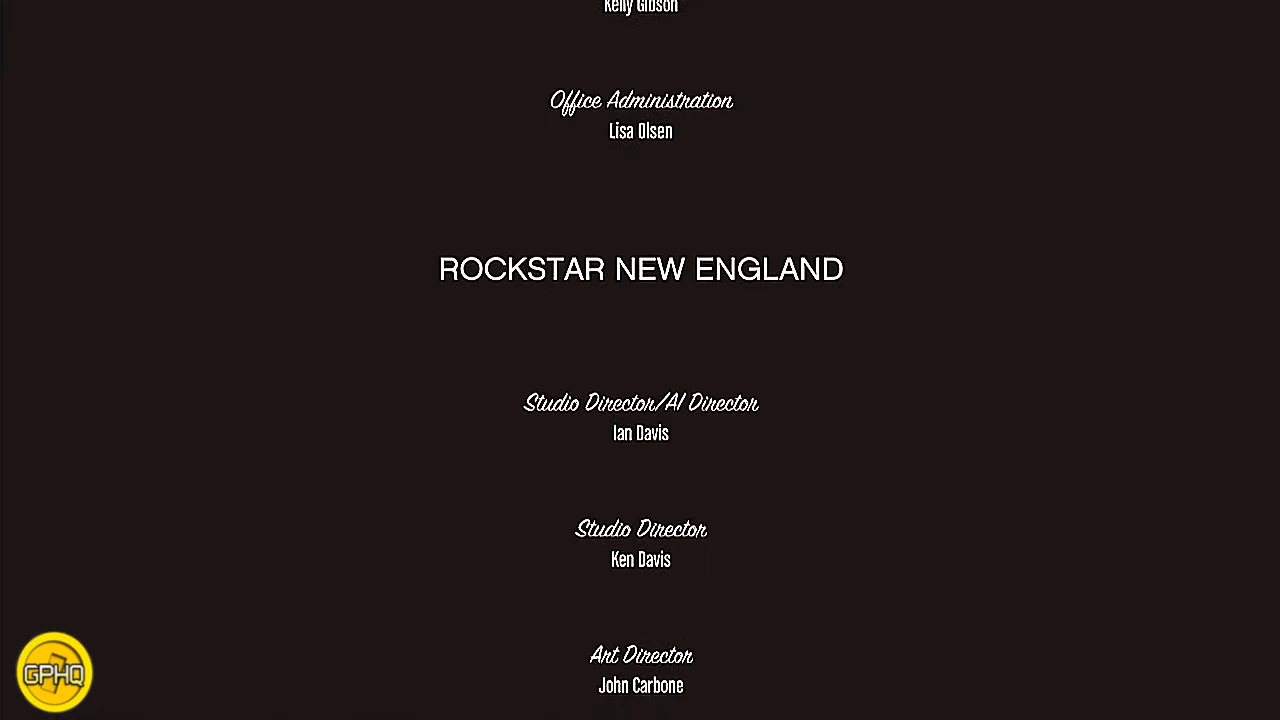 Kelly Gibson
Office Administration
Lisa Olsen
ROCKSTAR NEW ENGLAND
Studio Director/AI Director
Ian Davis
Studio Director
Ken Davis
Art Director
John Carbone
GPHQ